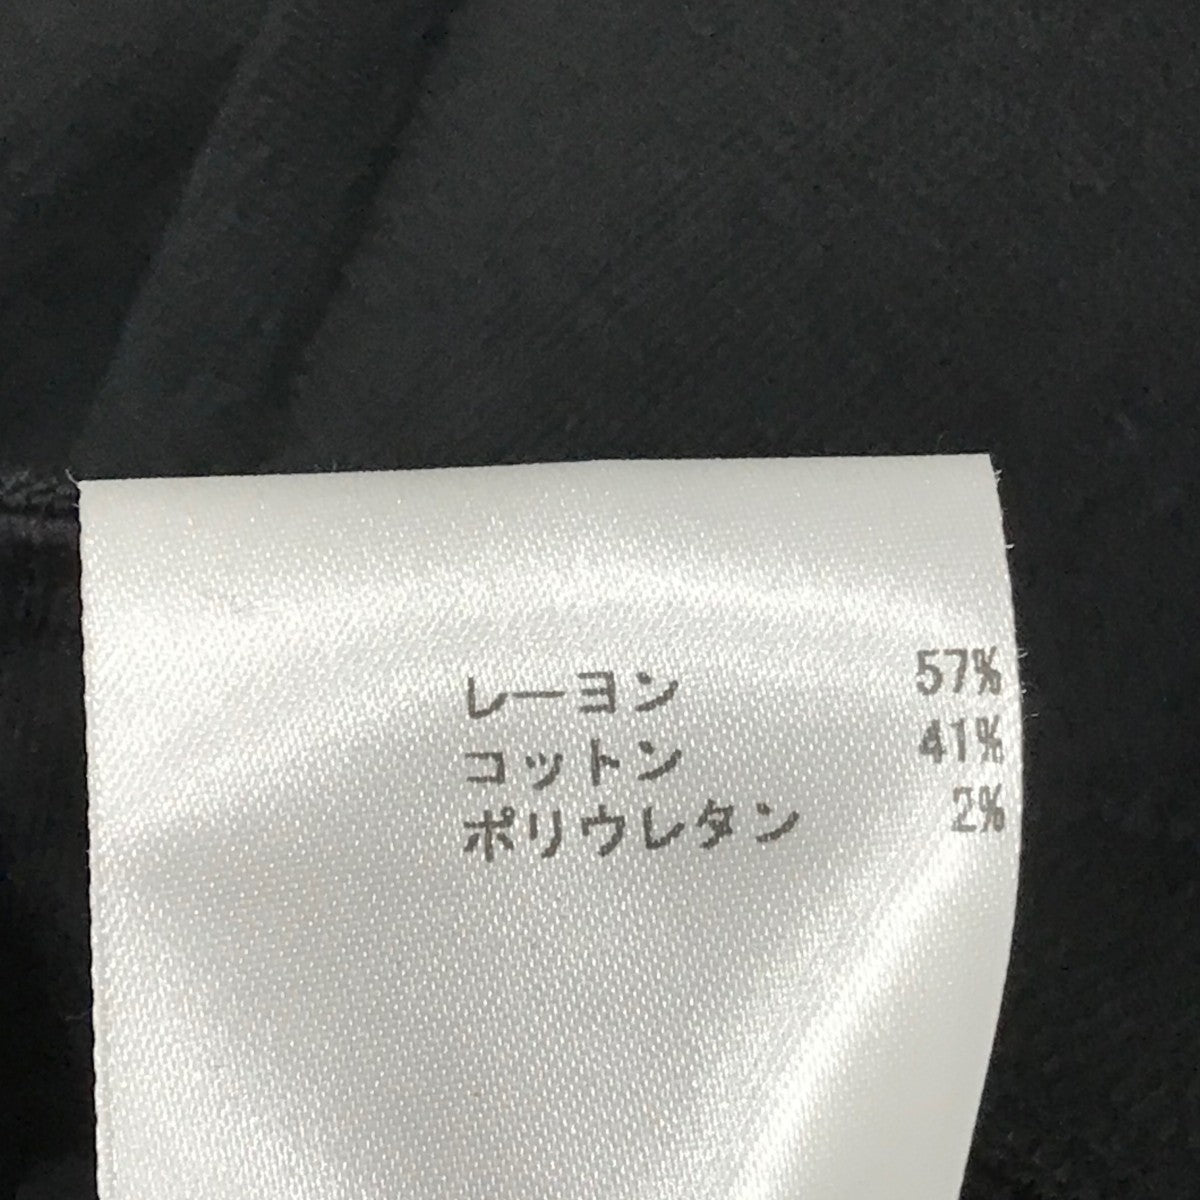 レーヨン 57%
コットン 41%
ポリウレタン 2%